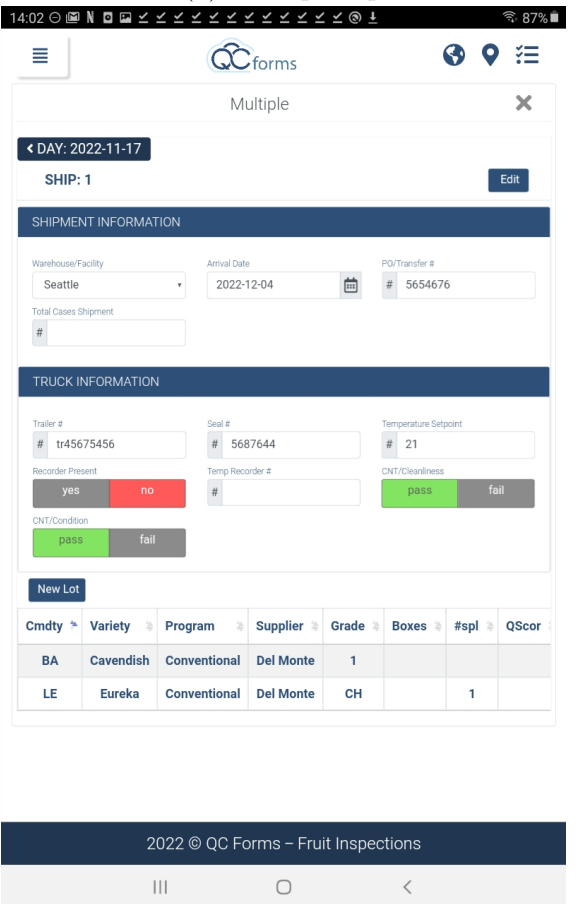 14:02 87%
QC forms
Multiple
DAY: 2022-11-17
SHIP: 1 Edit
SHIPMENT INFORMATION
Warehouse/Facility Arrival Date PO/Transfer #
Seattle 2022-12-04 # 5654676
Total Cases Shipment
#
TRUCK INFORMATION
Trailer # Seal # Temperature Setpoint
# tr45675456 # 5687644 # 21
Recorder Present Temp Recorder # CNT/Cleanliness
yes no # pass fail
CNT/Condition
pass fail
New Lot
Cmdty Variety Program Supplier Grade Boxes #spl QScor
BA Cavendish Conventional Del Monte 1
LE Eureka Conventional Del Monte CH 1
2022 © QC Forms – Fruit Inspections